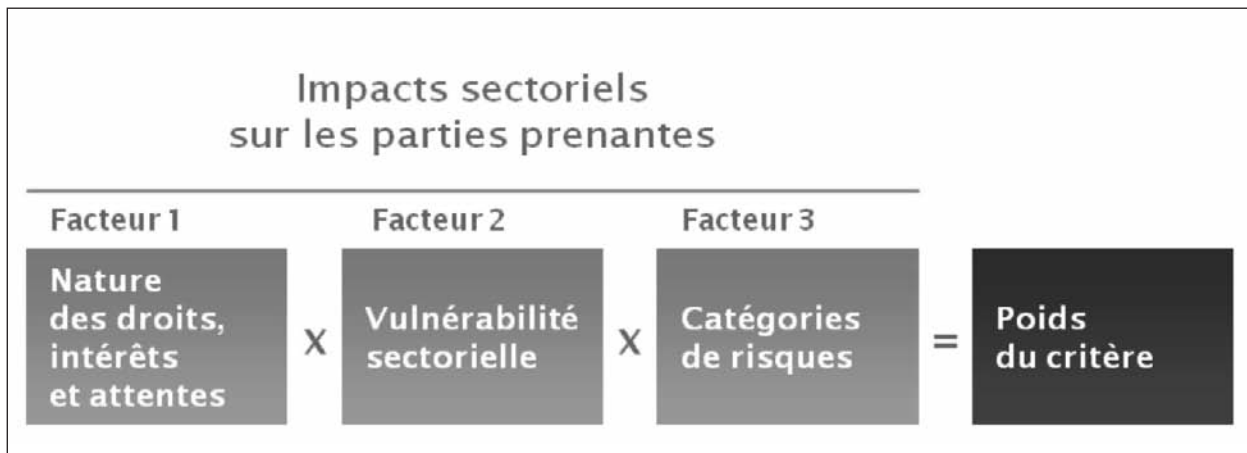 Impacts sectoriels
sur les parties prenantes
Facteur 1
Facteur 2
Facteur 3
Nature
des droits,
intérêts
et attentes
X
Vulnérabilité
sectorielle
X
Catégories
de risques
=
Poids
du critère